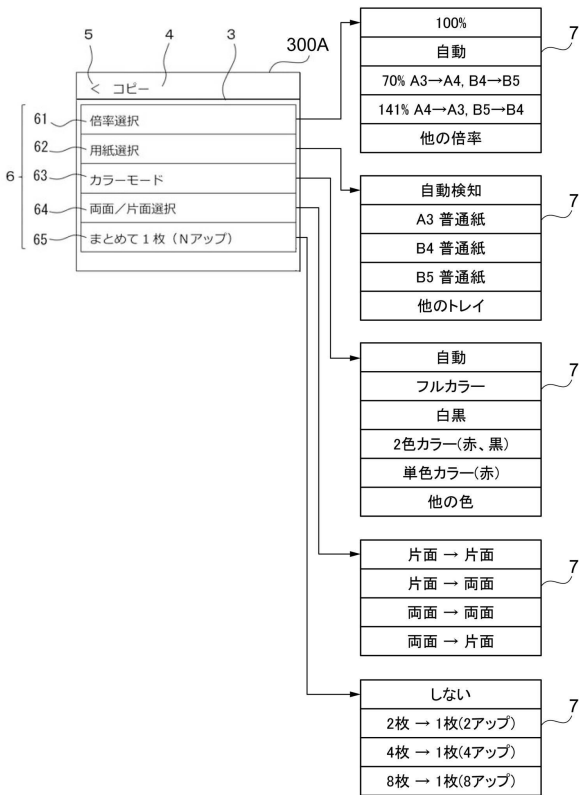 5
4
3
300A
< コピー
61
倍率選択
62
用紙選択
6
63
カラーモード
64
両面／片面選択
65
まとめて1枚（Nアップ）
100%
自動
70% A3→A4, B4→B5
141% A4→A3, B5→B4
他の倍率
7
自動検知
A3 普通紙
B4 普通紙
B5 普通紙
他のトレイ
7
自動
フルカラー
白黒
2色カラー(赤、黒)
単色カラー(赤)
他の色
7
片面 → 片面
片面 → 両面
両面 → 両面
両面 → 片面
7
しない
2枚 → 1枚(2アップ)
4枚 → 1枚(4アップ)
8枚 → 1枚(8アップ)
7